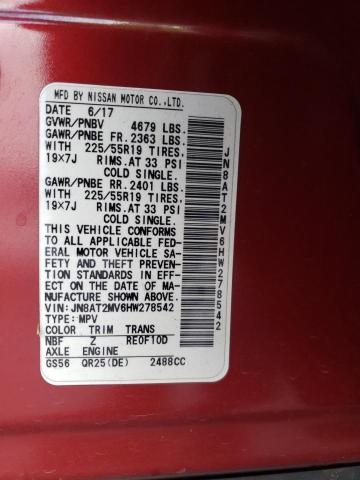 MFD BY NISSAN MOTOR CO.,LTD.
DATE 6/17
GVWR/PNBV 4679 LBS.
GAWR/PNBE FR. 2363 LBS.
WITH 225/55R19 TIRES
19×7J RIMS.AT 33 PSI
COLD SINGLE.
GAWR/PNBE RR. 2401 LBS.
WITH 225/55R19 TIRES
19×7J RIMS.AT 33 PSI
COLD SINGLE.
THIS VEHICLE CONFORMS
TO ALL APPLICABLE FED-
ERAL MOTOR VEHICLE SA-
FETY AND THEFT PREVEN-
TION STANDARDS IN EFF-
ECT ON THE DATE OF MA-
NUFACTURE SHOWN ABOVE.
VIN: JN8AT2MV6HW278542
TYPE: MPV
COLOR TRIM TRANS
NBF Z RE0F10D
AXLE ENGINE
GS56 QR25(DE) 2488CC
JN8AT2MV6HW278542